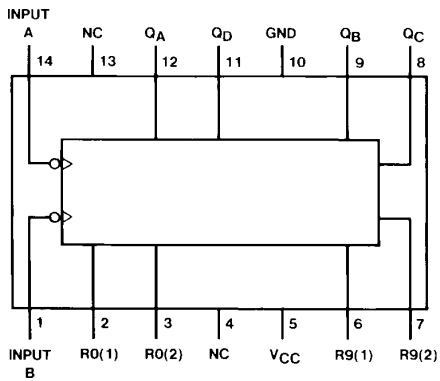 INPUT
A NC QA QD GND QB QC
14 13 12 11 10 9 8
1 2 3 4 5 6 7
INPUT R0(1) R0(2) NC VCC R9(1) R9(2)
B